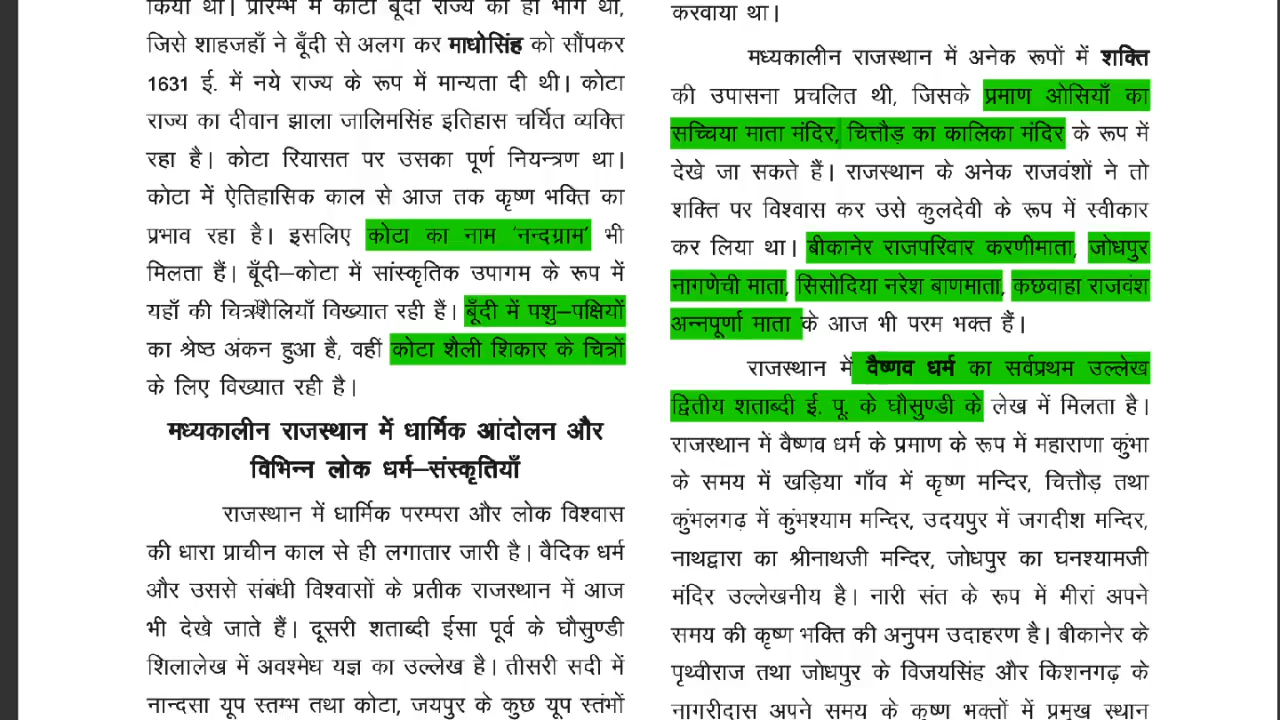 किया था। प्रारम्भ में कोटा बूँदी राज्य का ही भाग था,
जिसे शाहजहाँ ने बूँदी से अलग कर माधोसिंह को सौंपकर
1631 ई. में नये राज्य के रूप में मान्यता दी थी। कोटा
राज्य का दीवान झाला जालिमसिंह इतिहास चर्चित व्यक्ति
रहा है। कोटा रियासत पर उसका पूर्ण नियन्त्रण था।
कोटा में ऐतिहासिक काल से आज तक कृष्ण भक्ति का
प्रभाव रहा है। इसलिए कोटा का नाम ‘नन्दग्राम’ भी
मिलता हैं। बूँदी–कोटा में सांस्कृतिक उपागम के रूप में
यहाँ की चित्रशैलियाँ विख्यात रही हैं। बूँदी में पशु–पक्षियों
का श्रेष्ठ अंकन हुआ है, वहीं कोटा शैली शिकार के चित्रों
के लिए विख्यात रही है।
मध्यकालीन राजस्थान में धार्मिक आंदोलन और
विभिन्न लोक धर्म–संस्कृतियाँ
राजस्थान में धार्मिक परम्परा और लोक विश्वास
की धारा प्राचीन काल से ही लगातार जारी है। वैदिक धर्म
और उससे संबंधी विश्वासों के प्रतीक राजस्थान में आज
भी देखे जाते हैं। दूसरी शताब्दी ईसा पूर्व के घौसुण्डी
शिलालेख में अवश्मेध यज्ञ का उल्लेख है। तीसरी सदी में
नान्दसा यूप स्तम्भ तथा कोटा, जयपुर के कुछ यूप स्तंभों
करवाया था।
मध्यकालीन राजस्थान में अनेक रूपों में शक्ति
की उपासना प्रचलित थी, जिसके प्रमाण ओसियाँ का
सच्चिया माता मंदिर, चित्तौड़ का कालिका मंदिर के रूप में
देखे जा सकते हैं। राजस्थान के अनेक राजवंशों ने तो
शक्ति पर विश्वास कर उसे कुलदेवी के रूप में स्वीकार
कर लिया था। बीकानेर राजपरिवार करणीमाता, जोधपुर
नागणेची माता, सिसोदिया नरेश बाणमाता, कछवाहा राजवंश
अन्नपूर्णा माता के आज भी परम भक्त हैं।
राजस्थान में वैष्णव धर्म का सर्वप्रथम उल्लेख
द्वितीय शताब्दी ई. पू. के घौसुण्डी के लेख में मिलता है।
राजस्थान में वैष्णव धर्म के प्रमाण के रूप में महाराणा कुंभा
के समय में खड़िया गाँव में कृष्ण मन्दिर, चित्तौड़ तथा
कुंभलगढ़ में कुंभश्याम मन्दिर, उदयपुर में जगदीश मन्दिर,
नाथद्वारा का श्रीनाथजी मन्दिर, जोधपुर का घनश्यामजी
मंदिर उल्लेखनीय है। नारी संत के रूप में मीरां अपने
समय की कृष्ण भक्ति की अनुपम उदाहरण है। बीकानेर के
पृथ्वीराज तथा जोधपुर के विजयसिंह और किशनगढ़ के
नागरीदास अपने समय के कृष्ण भक्तों में प्रमुख स्थान